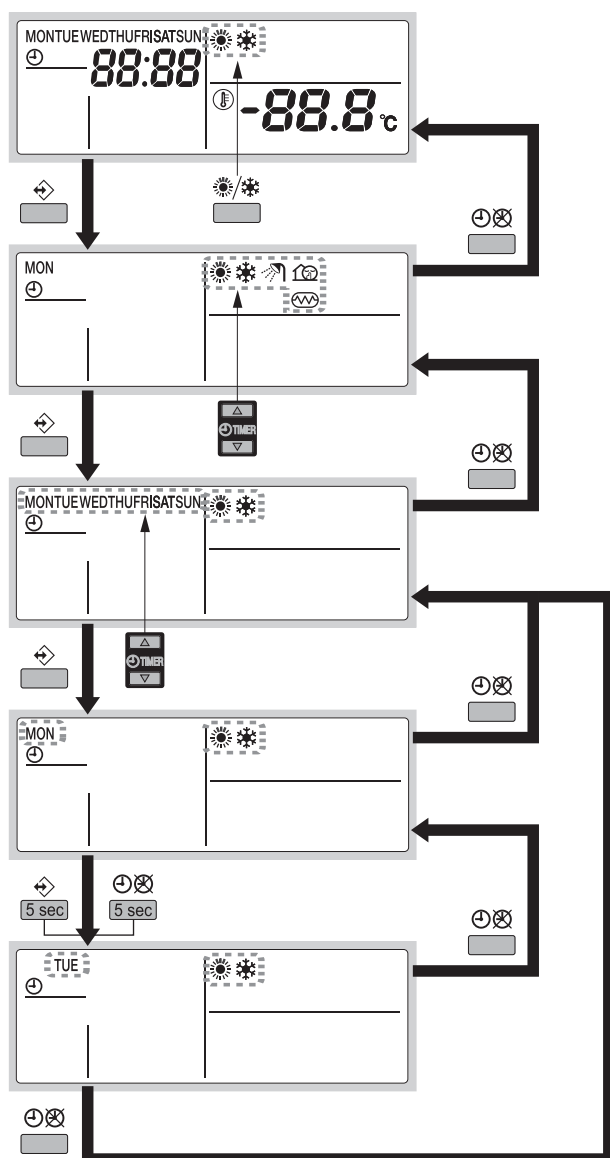 MONTUEWEDTHUFRISATSUN
88:88
-88.8 °C
/
MON
TIMER
MONTUEWEDTHUFRISATSUN
TIMER
MON
5 sec 5 sec
TUE